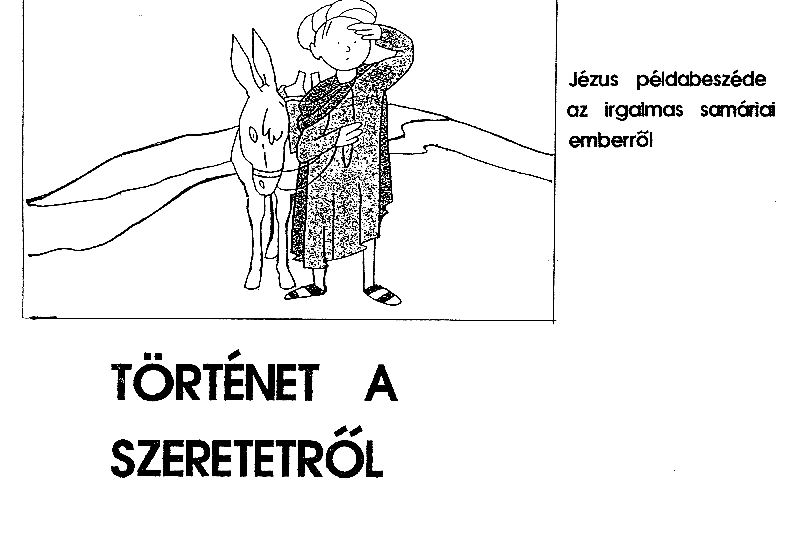 Jézus példabeszéde
az irgalmas samáriai
emberről
TÖRTÉNET A
SZERETETRŐL